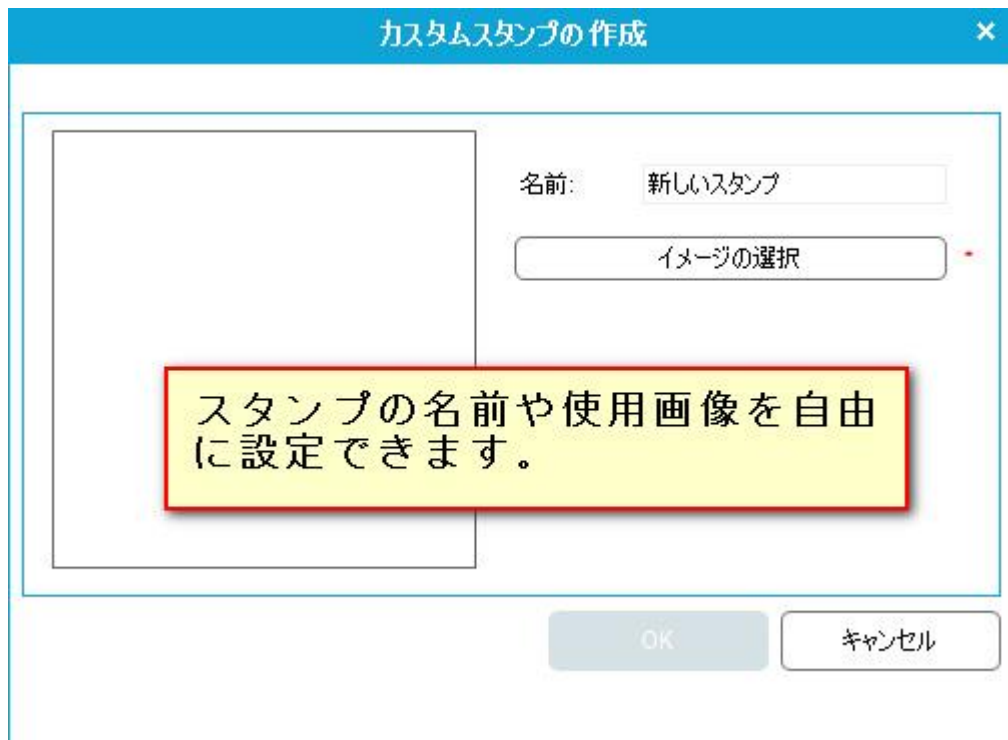 カスタムスタンプの作成 ×
名前: 新しいスタンプ
イメージの選択 *
スタンプの名前や使用画像を自由
に設定できます。
OK キャンセル